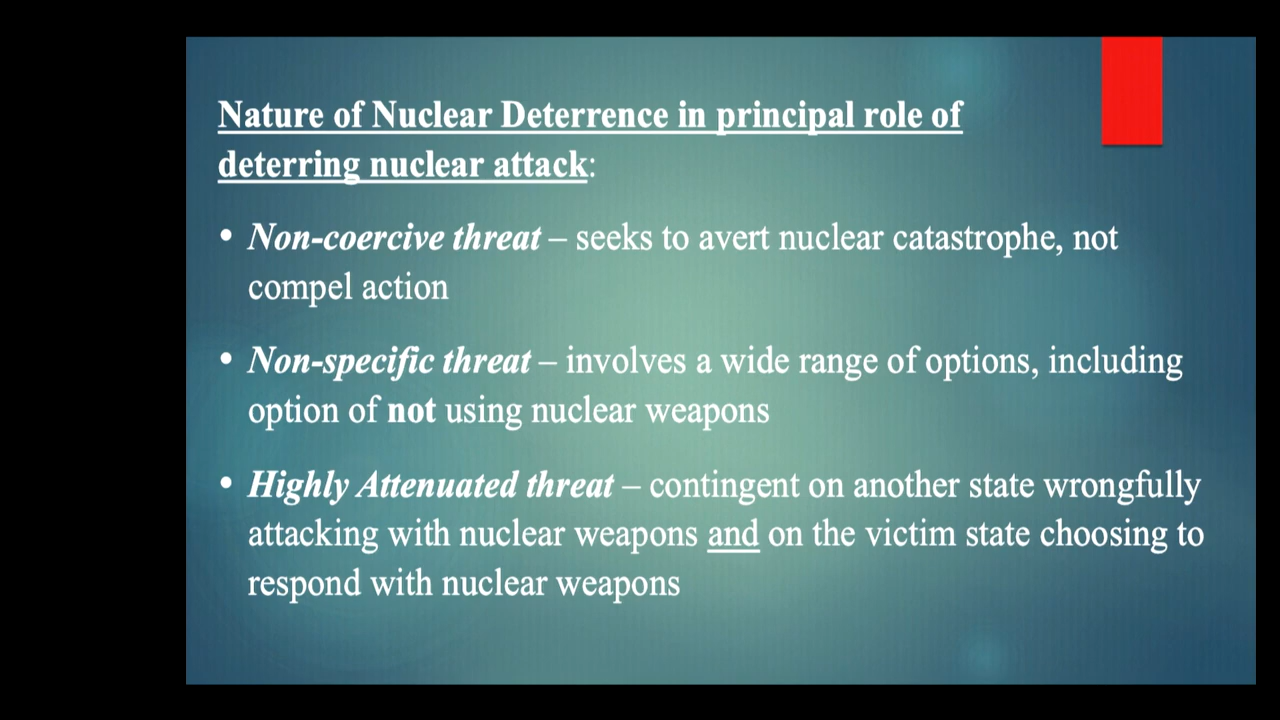 Nature of Nuclear Deterrence in principal role of
deterring nuclear attack:
• Non-coercive threat – seeks to avert nuclear catastrophe, not
compel action
• Non-specific threat – involves a wide range of options, including
option of not using nuclear weapons
• Highly Attenuated threat – contingent on another state wrongfully
attacking with nuclear weapons and on the victim state choosing to
respond with nuclear weapons